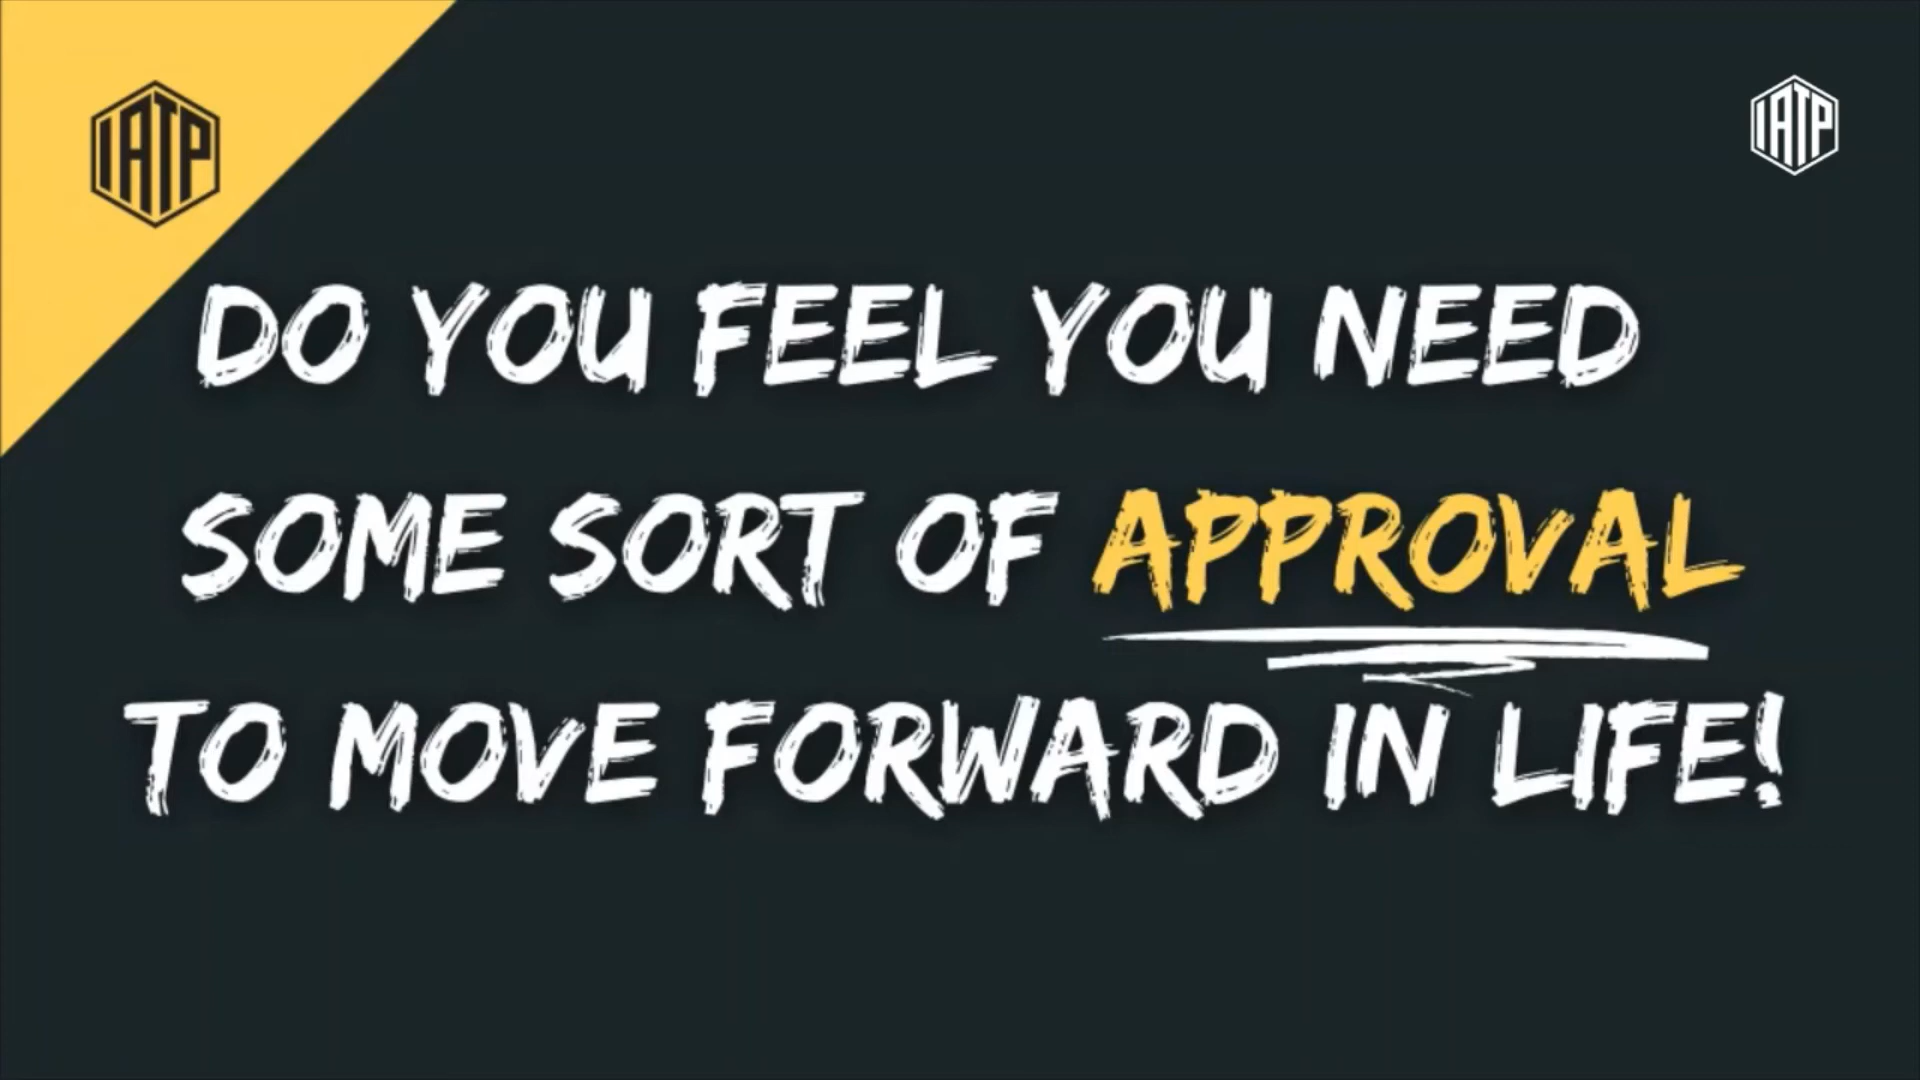 IATP
IATP
DO YOU FEEL YOU NEED
SOME SORT OF APPROVAL
TO MOVE FORWARD IN LIFE!